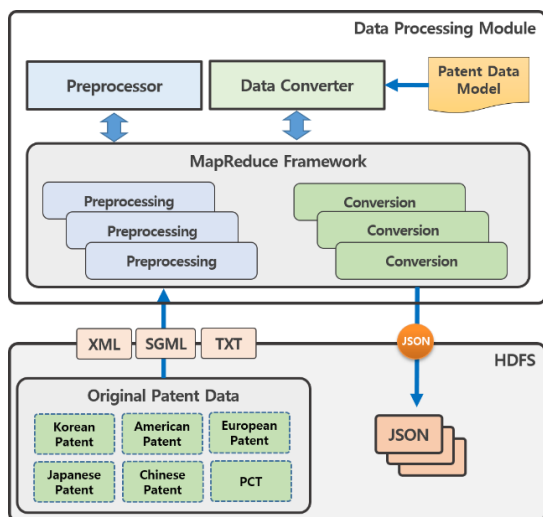 Data Processing Module
Preprocessor
Data Converter
Patent Data
Model
MapReduce Framework
Preprocessing
Preprocessing
Preprocessing
Conversion
Conversion
Conversion
XML
SGML
TXT
JSON
HDFS
Original Patent Data
Korean
Patent
American
Patent
European
Patent
Japanese
Patent
Chinese
Patent
PCT
JSON